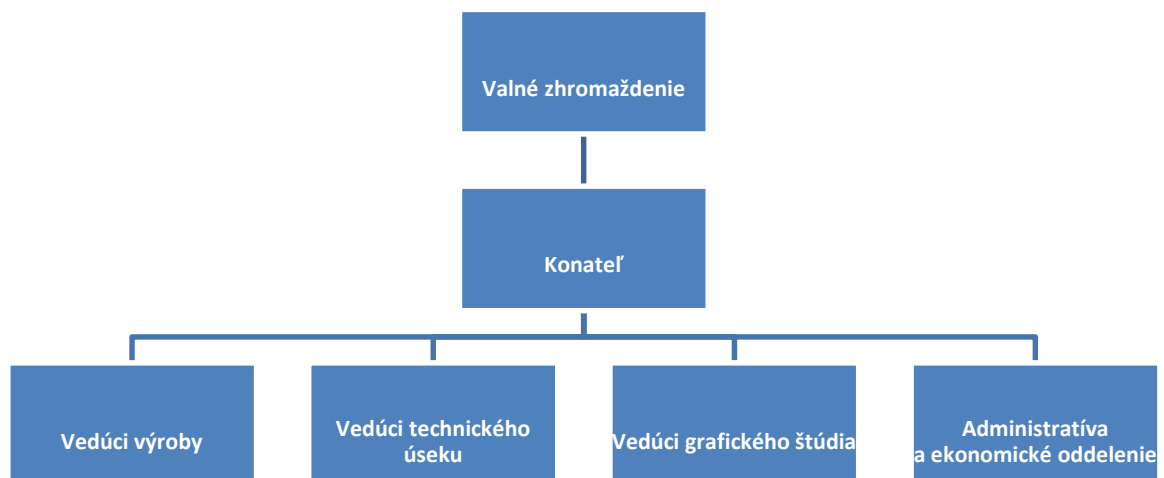 Valné zhromaždenie
Konateľ
Vedúci výroby
Vedúci technického
úseku
Vedúci grafického štúdia
Administratíva
a ekonomické oddelenie